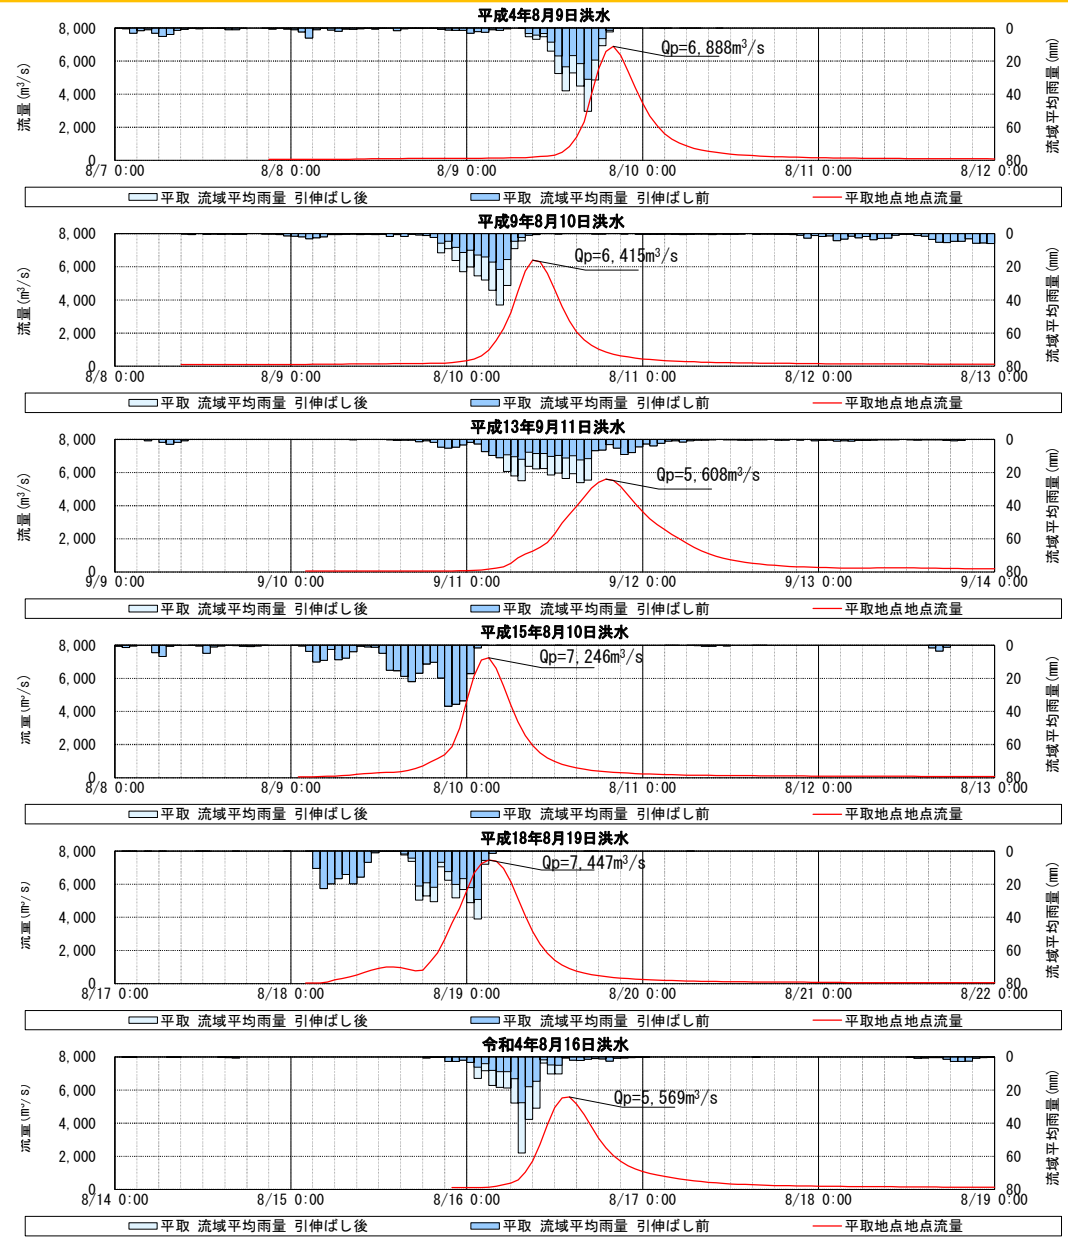 平成4年8月9日洪水
8,000
6,000
4,000
2,000
0
流量(m³/s)
Qp=6,888m³/s
0
20
40
60
80
流域平均雨量(mm)
8/7 0:00
8/8 0:00
8/9 0:00
8/10 0:00
8/11 0:00
8/12 0:00
平取 流域平均雨量 引伸ばし後
平取 流域平均雨量 引伸ばし前
平取地点地点流量
平成9年8月10日洪水
8,000
6,000
4,000
2,000
0
流量(m³/s)
Qp=6,415m³/s
0
20
40
60
80
流域平均雨量(mm)
8/8 0:00
8/9 0:00
8/10 0:00
8/11 0:00
8/12 0:00
8/13 0:00
平取 流域平均雨量 引伸ばし後
平取 流域平均雨量 引伸ばし前
平取地点地点流量
平成13年9月11日洪水
8,000
6,000
4,000
2,000
0
流量(m³/s)
Qp=5,608m³/s
0
20
40
60
80
流域平均雨量(mm)
9/9 0:00
9/10 0:00
9/11 0:00
9/12 0:00
9/13 0:00
9/14 0:00
平取 流域平均雨量 引伸ばし後
平取 流域平均雨量 引伸ばし前
平取地点地点流量
平成15年8月10日洪水
8,000
6,000
4,000
2,000
0
流量(m³/s)
Qp=7,246m³/s
0
20
40
60
80
流域平均雨量(mm)
8/8 0:00
8/9 0:00
8/10 0:00
8/11 0:00
8/12 0:00
8/13 0:00
平取 流域平均雨量 引伸ばし後
平取 流域平均雨量 引伸ばし前
平取地点地点流量
平成18年8月19日洪水
8,000
6,000
4,000
2,000
0
流量(m³/s)
Qp=7,447m³/s
0
20
40
60
80
流域平均雨量(mm)
8/17 0:00
8/18 0:00
8/19 0:00
8/20 0:00
8/21 0:00
8/22 0:00
平取 流域平均雨量 引伸ばし後
平取 流域平均雨量 引伸ばし前
平取地点地点流量
令和4年8月16日洪水
8,000
6,000
4,000
2,000
0
流量(m³/s)
Qp=5,569m³/s
0
20
40
60
80
流域平均雨量(mm)
8/14 0:00
8/15 0:00
8/16 0:00
8/17 0:00
8/18 0:00
8/19 0:00
平取 流域平均雨量 引伸ばし後
平取 流域平均雨量 引伸ばし前
平取地点地点流量